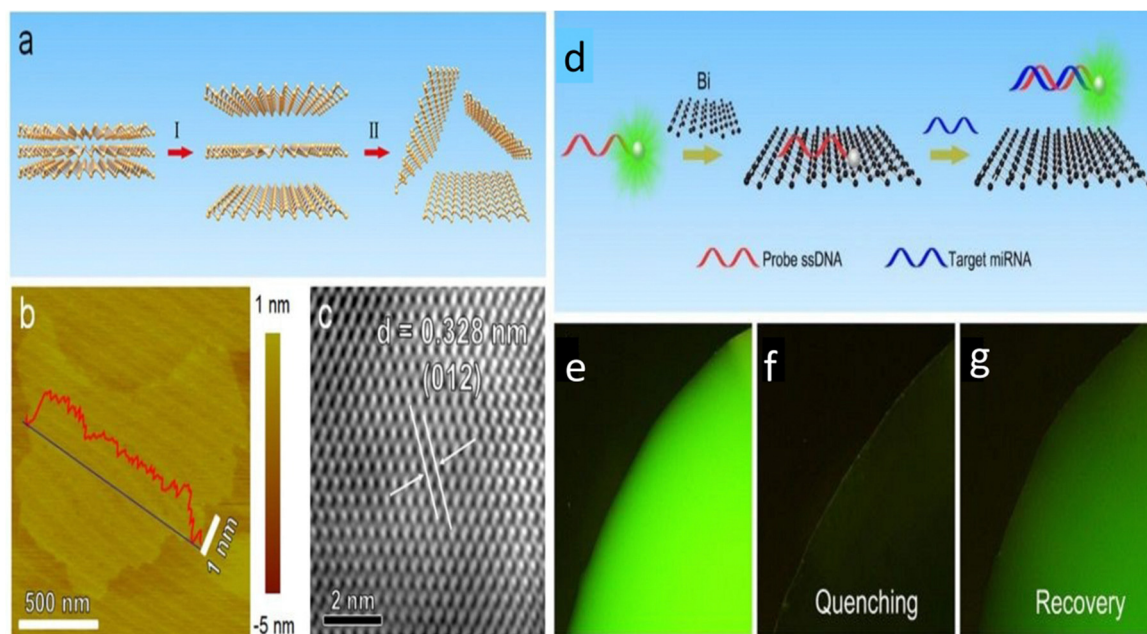 a
I
II
b
1 nm
-5 nm
1 nm
500 nm
c
d = 0.328 nm
(012)
2 nm
d
Bi
Probe ssDNA
Target miRNA
e
f
Quenching
g
Recovery